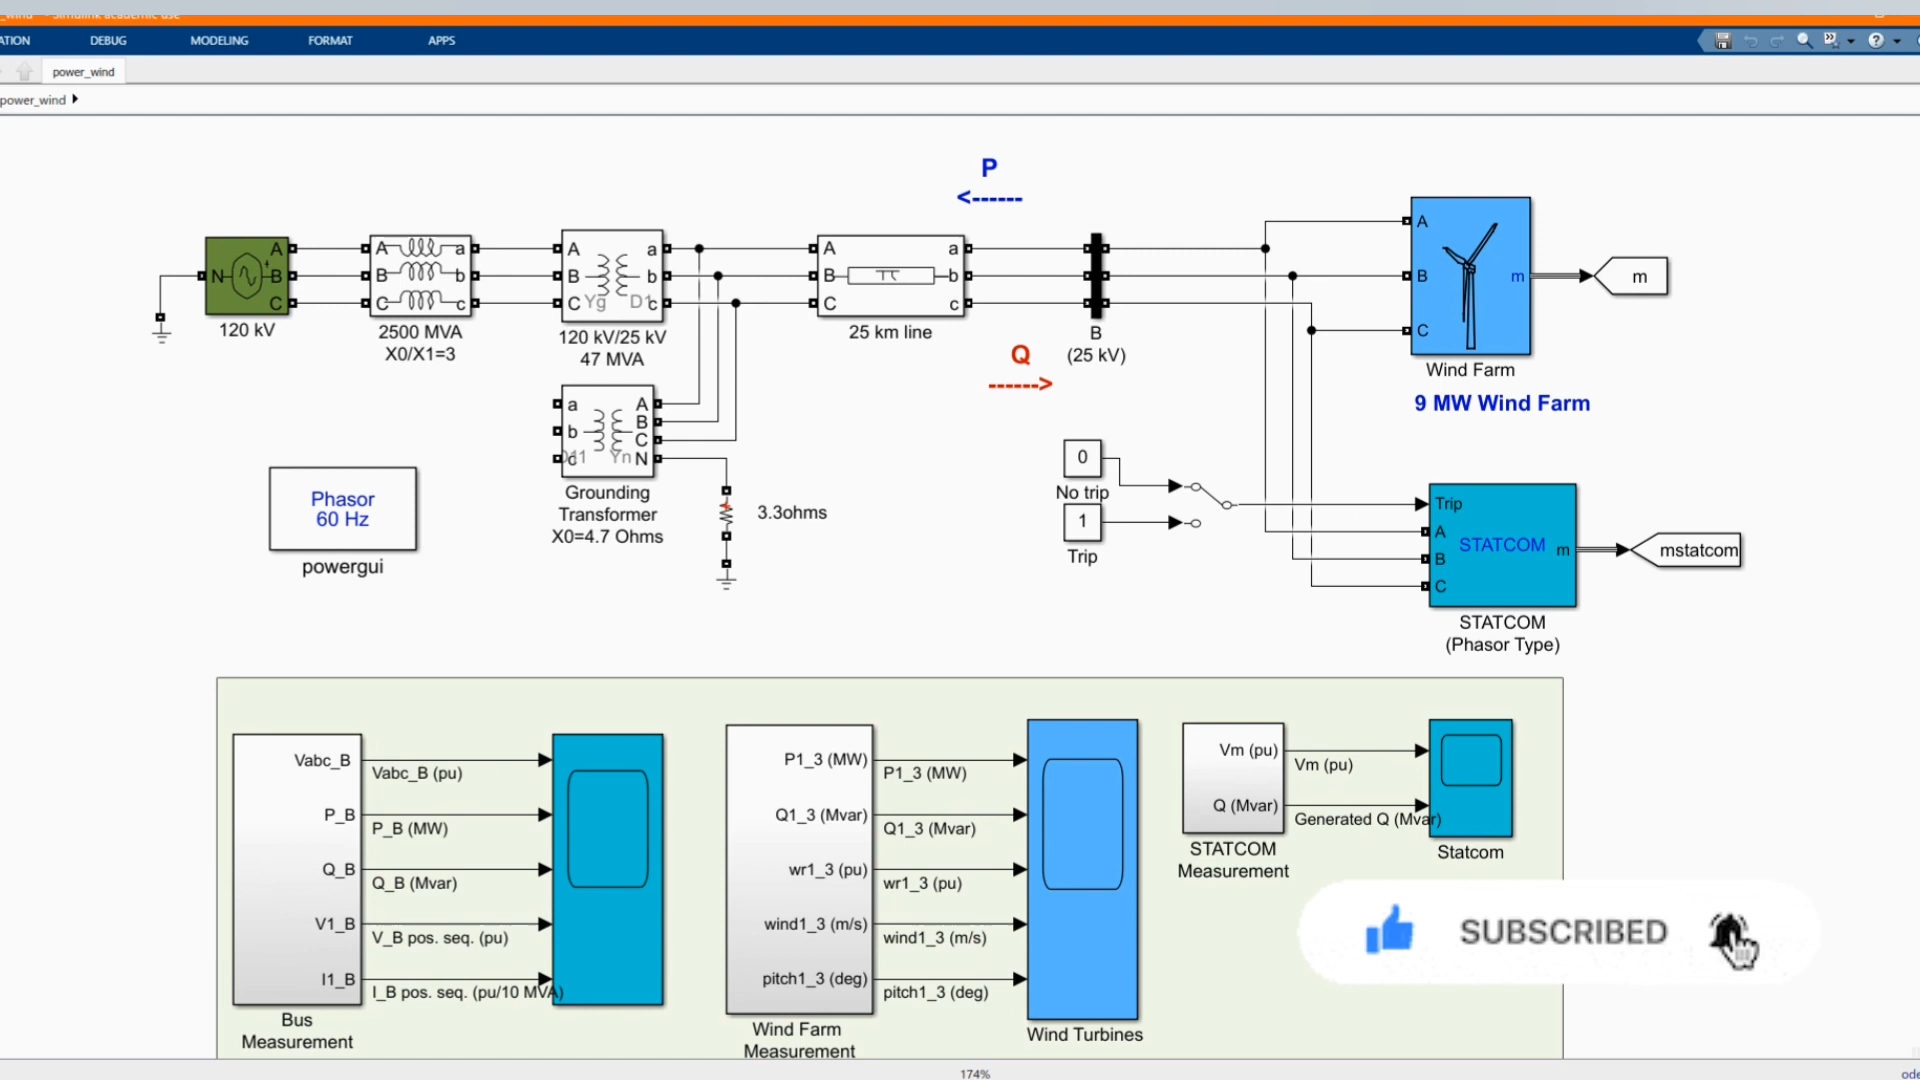 _wind - Simulink academic use
ATION DEBUG MODELING FORMAT APPS
power_wind
power_wind
P
<------
A
N B
C
120 kV
A a
B b
C c
2500 MVA
X0/X1=3
A a
B b
C c
Yg D1
120 kV/25 kV
47 MVA
A a
B b
C c
25 km line
B
(25 kV)
Q
------>
A
B
C
m
m
Wind Farm
9 MW Wind Farm
a A
b B
c C
D11 Yn N
Grounding
Transformer
X0=4.7 Ohms
3.3ohms
Phasor
60 Hz
powergui
0
No trip
1
Trip
Trip
A
B
C
STATCOM
m
mstatcom
STATCOM
(Phasor Type)
Vabc_B
Vabc_B (pu)
P_B
P_B (MW)
Q_B
Q_B (Mvar)
V1_B
V_B pos. seq. (pu)
I1_B
I_B pos. seq. (pu/10 MVA)
Bus
Measurement
P1_3 (MW)
P1_3 (MW)
Q1_3 (Mvar)
Q1_3 (Mvar)
wr1_3 (pu)
wr1_3 (pu)
wind1_3 (m/s)
wind1_3 (m/s)
pitch1_3 (deg)
pitch1_3 (deg)
Wind Farm
Measurement
Wind Turbines
Vm (pu)
Vm (pu)
Q (Mvar)
Generated Q (Mvar)
STATCOM
Measurement
Statcom
SUBSCRIBED
174%
ode